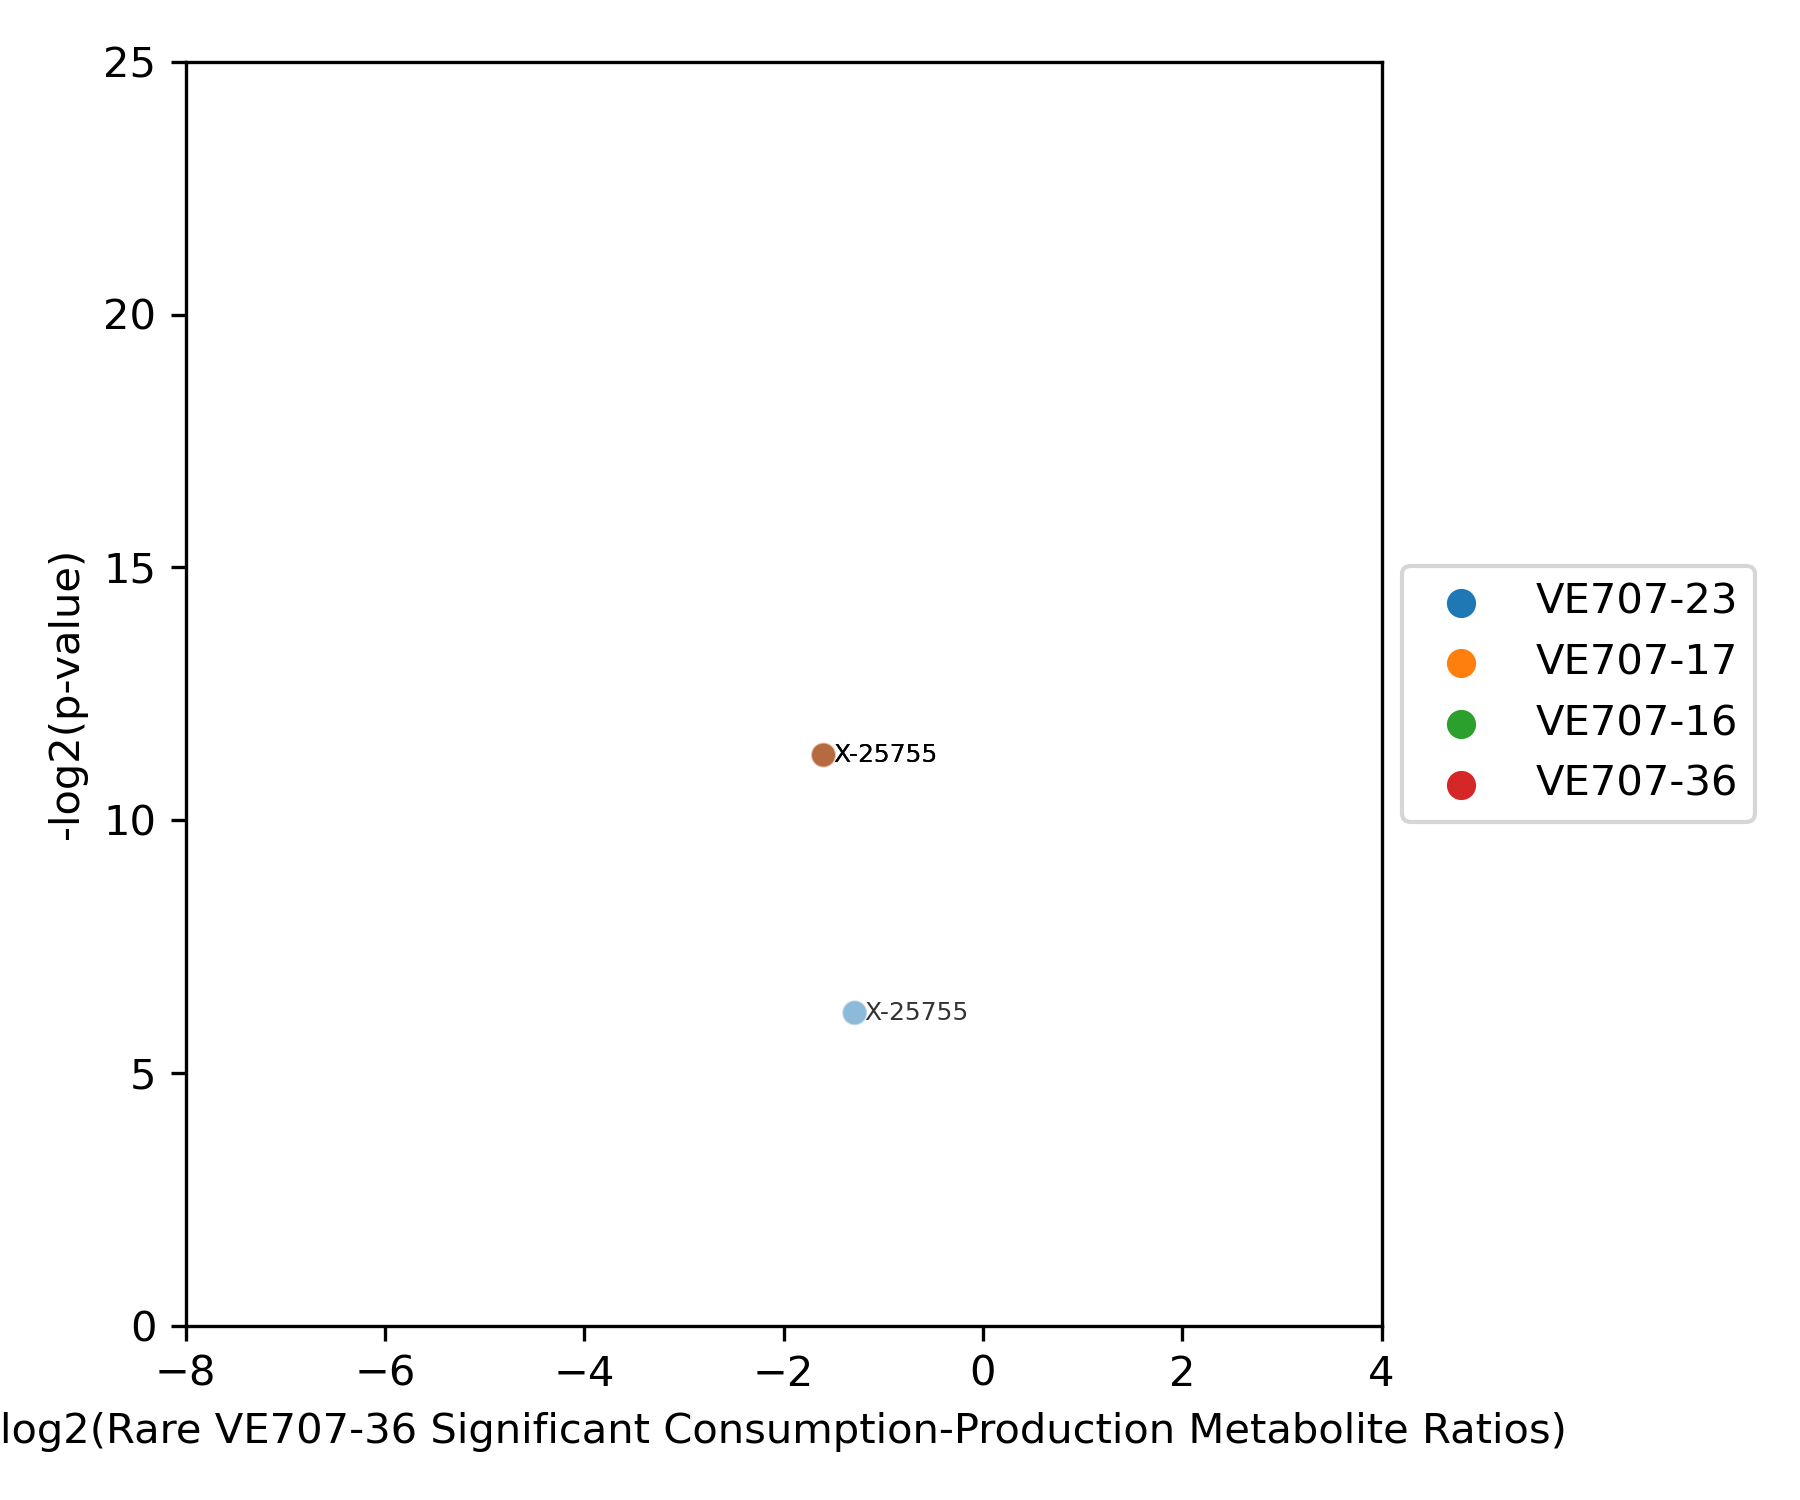 25
20
15
10
5
0
-log2(p-value)
X-25755
X-25755
VE707-23
VE707-17
VE707-16
VE707-36
−8 −6 −4 −2 0 2 4
log2(Rare VE707-36 Significant Consumption-Production Metabolite Ratios)